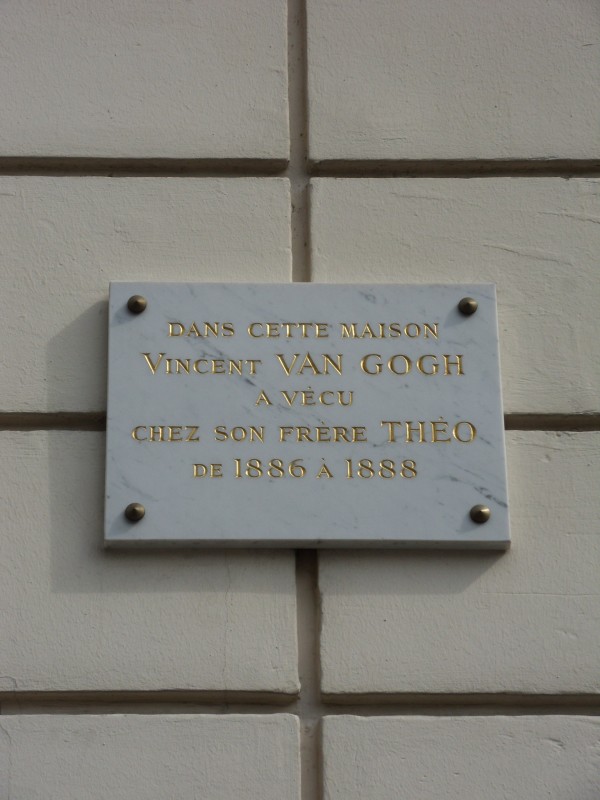 DANS CETTE MAISON
VINCENT VAN GOGH
A VÉCU
CHEZ SON FRÈRE THÉO
DE 1886 À 1888